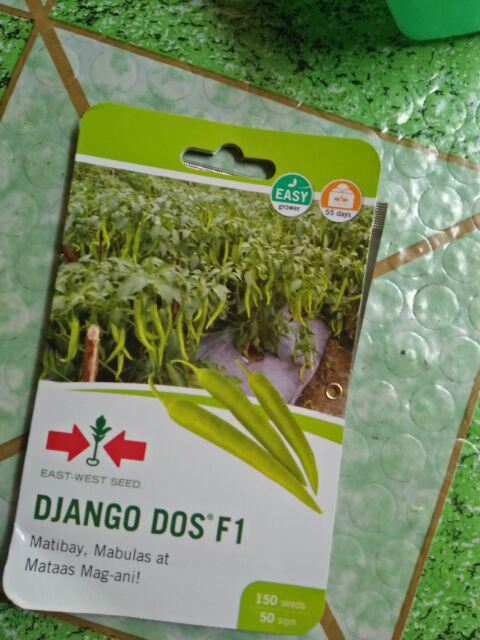 EASY
grower
55 days
EAST-WEST SEED
DJANGO DOS® F1
Matibay, Mabulas at
Mataas Mag-ani!
150 seeds
50 sqm